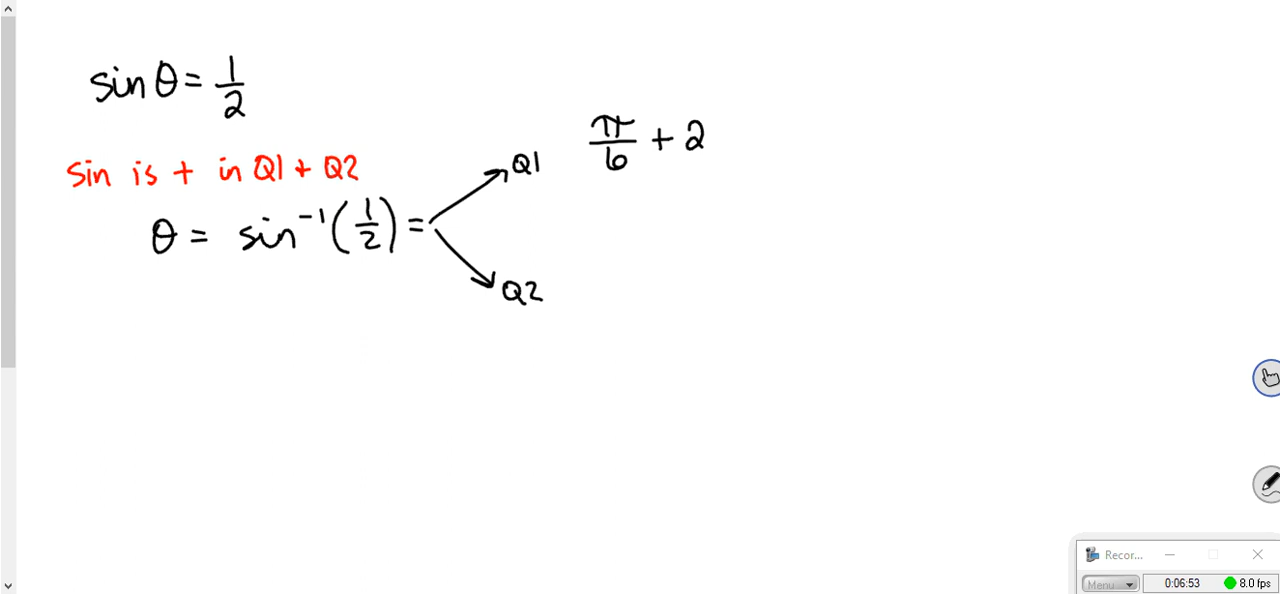 sin θ = 1/2
π/6 + 2
sin is + in Q1 + Q2
Q1
θ = sin⁻¹(1/2) =
Q2
Recor...
Menu
0:06:53
8.0 fps